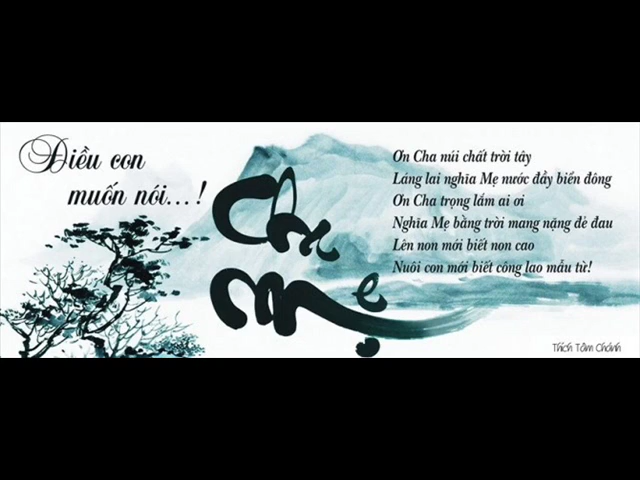 Điều con
muốn nói...!
Cha
Mẹ
Ơn Cha núi chất trời tây
Láng lai nghĩa Mẹ mước đầy biển đông
Ơn Cha trọng lắm ai ơi
Nghĩa Mẹ bằng trời mang nặng đẻ đau
Lên non mới biết non cao
Nuôi con mới biết công lao mẫu từ!
Thích Tâm Chánh